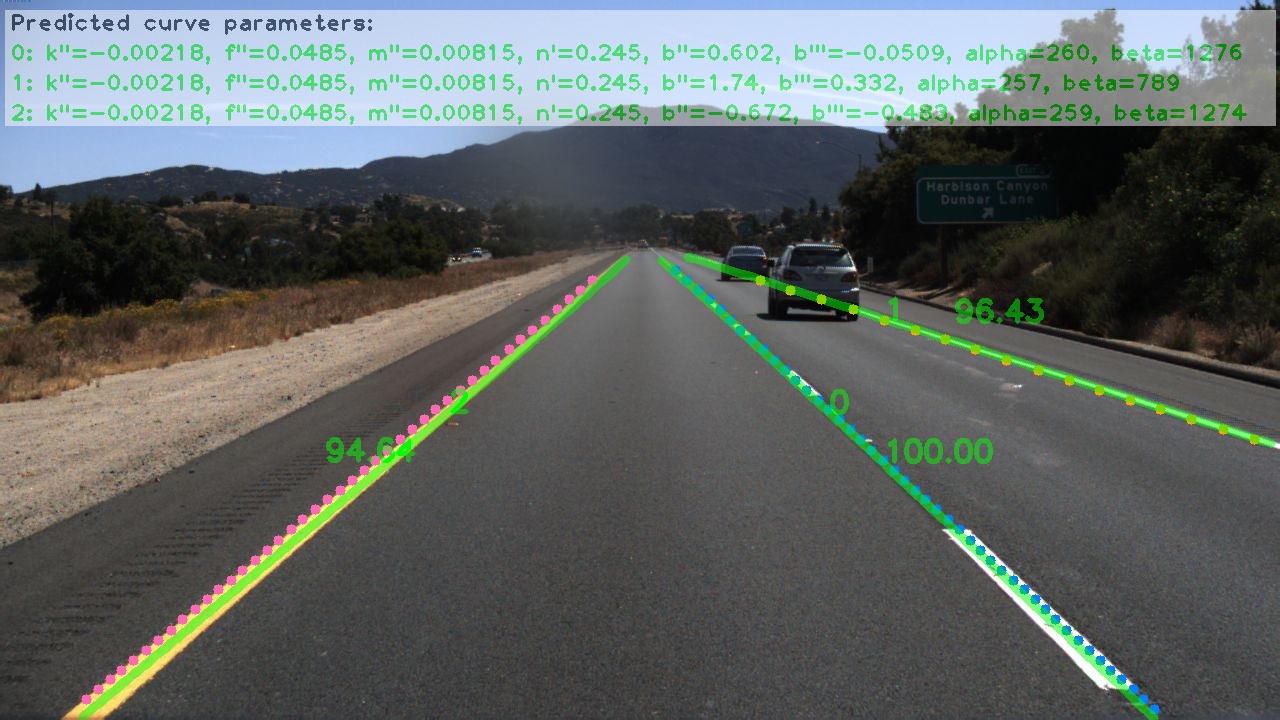 Predicted curve parameters:
0: k''=-0.00218, f''=0.0485, m''=0.00815, n'=0.245, b''=0.602, b'''=-0.0509, alpha=260, beta=1276
1: k''=-0.00218, f''=0.0485, m''=0.00815, n'=0.245, b''=1.74, b'''=0.332, alpha=257, beta=789
2: k''=-0.00218, f''=0.0485, m''=0.00815, n'=0.245, b''=-0.672, b'''=-0.483, alpha=259, beta=1274
Harbison Canyon
Dunbar Lane
1 96.43
2
0
94.64
100.00